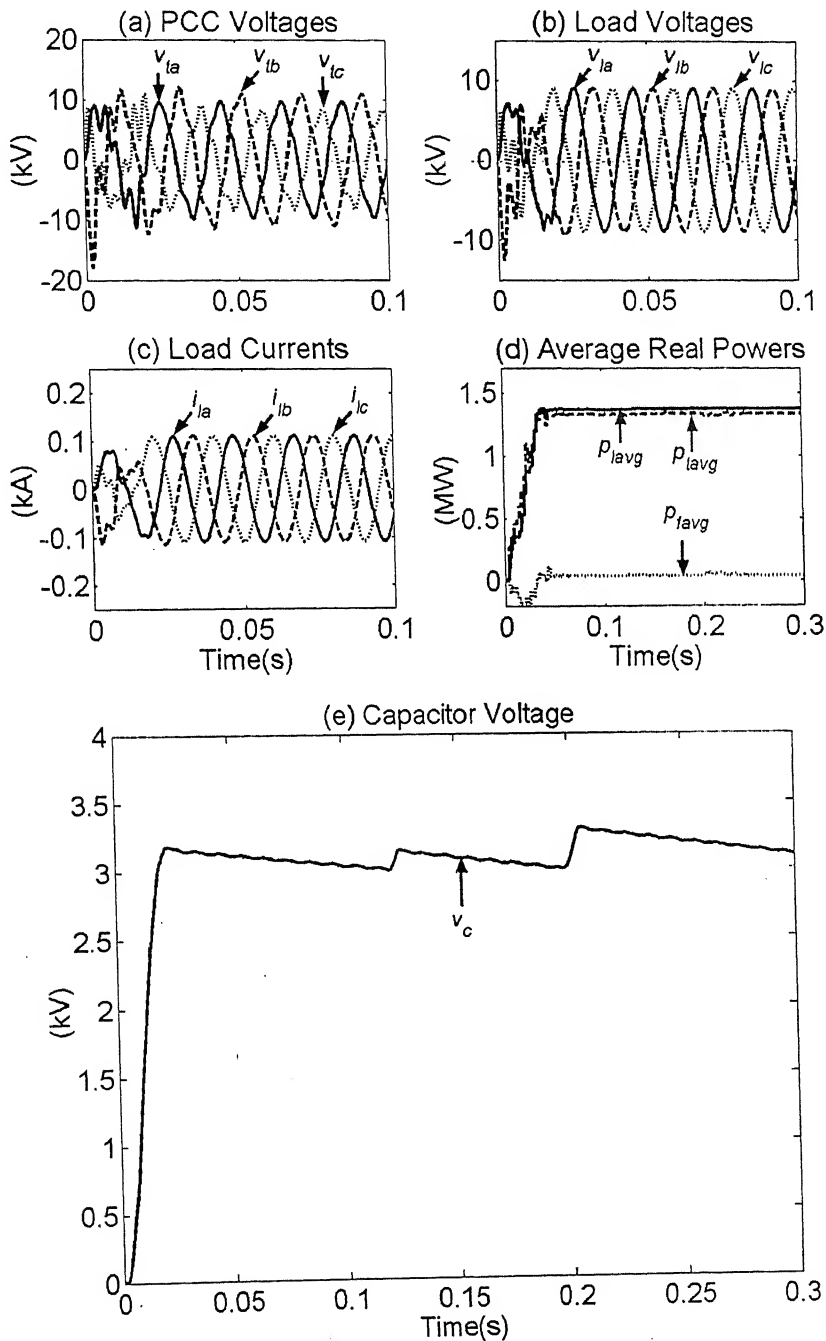 (a) PCC Voltages
20
10
0
-10
-20
(kV)
v_ta
v_tb
v_tc
0
0.05
0.1
(b) Load Voltages
10
0
-10
(kV)
v_la
v_lb
v_lc
0
0.05
0.1
(c) Load Currents
0.2
0.1
0
-0.1
-0.2
(kA)
i_la
i_lb
i_lc
0
0.05
0.1
Time(s)
(d) Average Real Powers
1.5
1
0.5
0
(MW)
p_lavg
p_lavg
p_favg
0
0.1
0.2
0.3
Time(s)
(e) Capacitor Voltage
4
3.5
3
2.5
2
1.5
1
0.5
0
(kV)
v_c
0
0.05
0.1
0.15
0.2
0.25
0.3
Time(s)